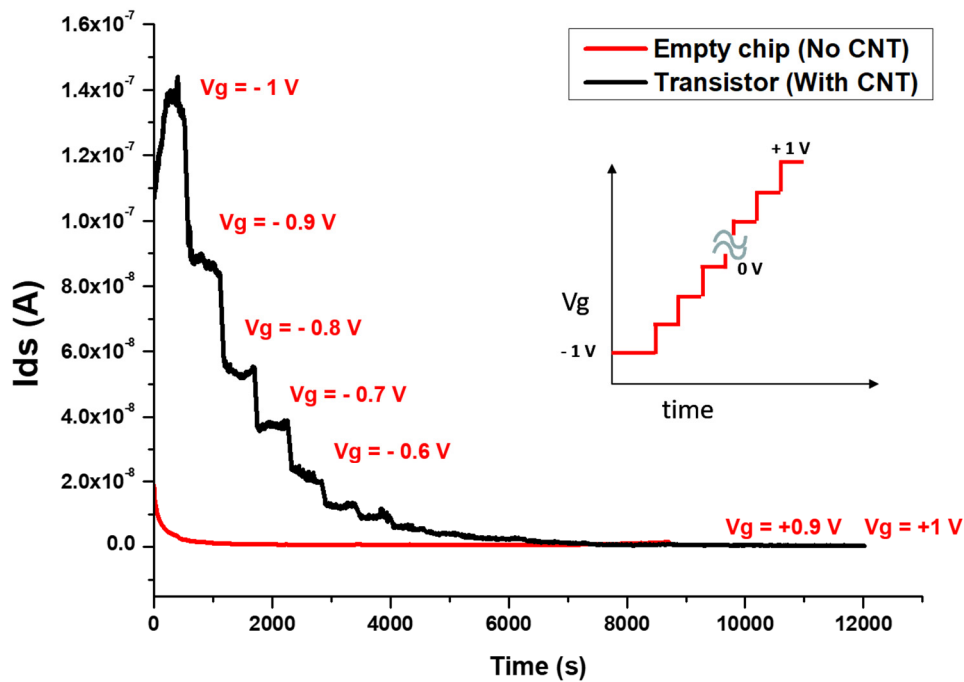 1.6x10⁻⁷
1.4x10⁻⁷
1.2x10⁻⁷
1.0x10⁻⁷
8.0x10⁻⁸
6.0x10⁻⁸
4.0x10⁻⁸
2.0x10⁻⁸
0.0
Ids (A)
Vg = - 1 V
Vg = - 0.9 V
Vg = - 0.8 V
Vg = - 0.7 V
Vg = - 0.6 V
Vg = +0.9 V
Vg = +1 V
Empty chip (No CNT)
Transistor (With CNT)
+ 1 V
0 V
Vg
- 1 V
time
0
2000
4000
6000
8000
10000
12000
Time (s)